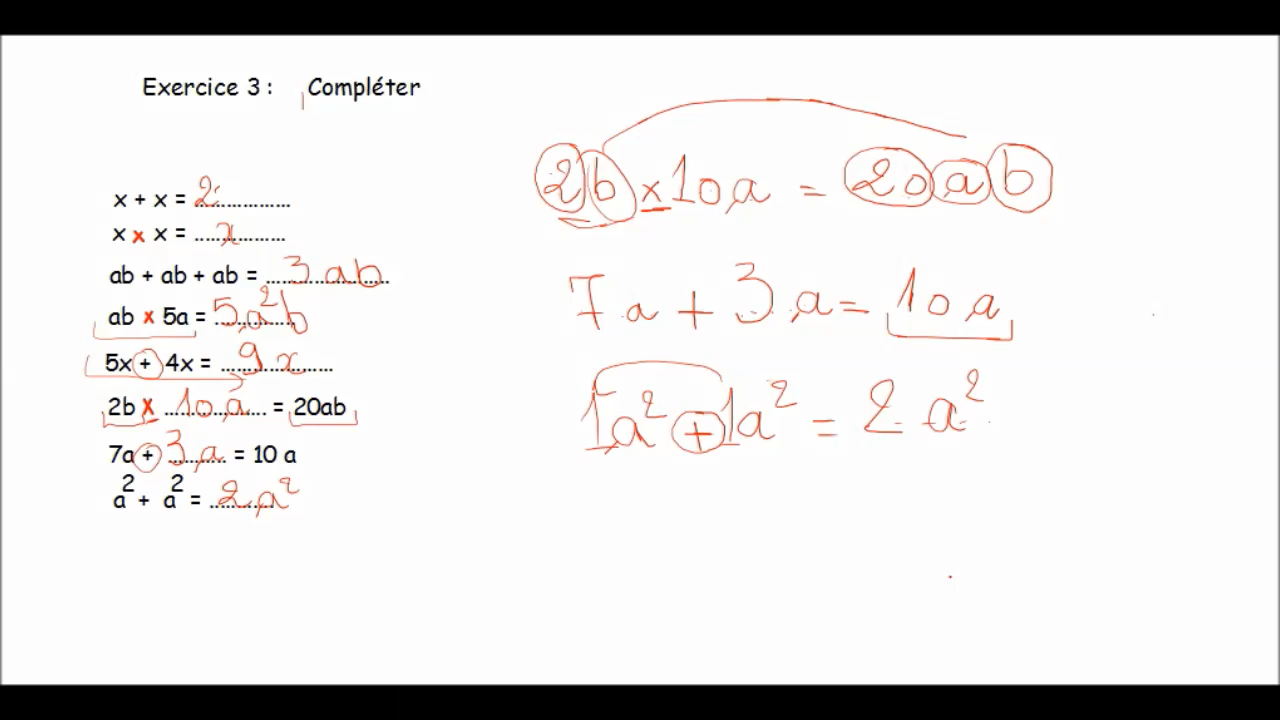 Exercice 3 : Compléter
x + x = 2...............
x x x = .....x............
ab + ab + ab = ......3ab......
ab x 5a = 5a²b
5x + 4x = ....9x........
2b x ..10a.... = 20ab
7a + 3a...... = 10 a
a² + a² = 2a²
2b x 10a = 20ab
7a + 3a = 10a
1a² + 1a² = 2a²